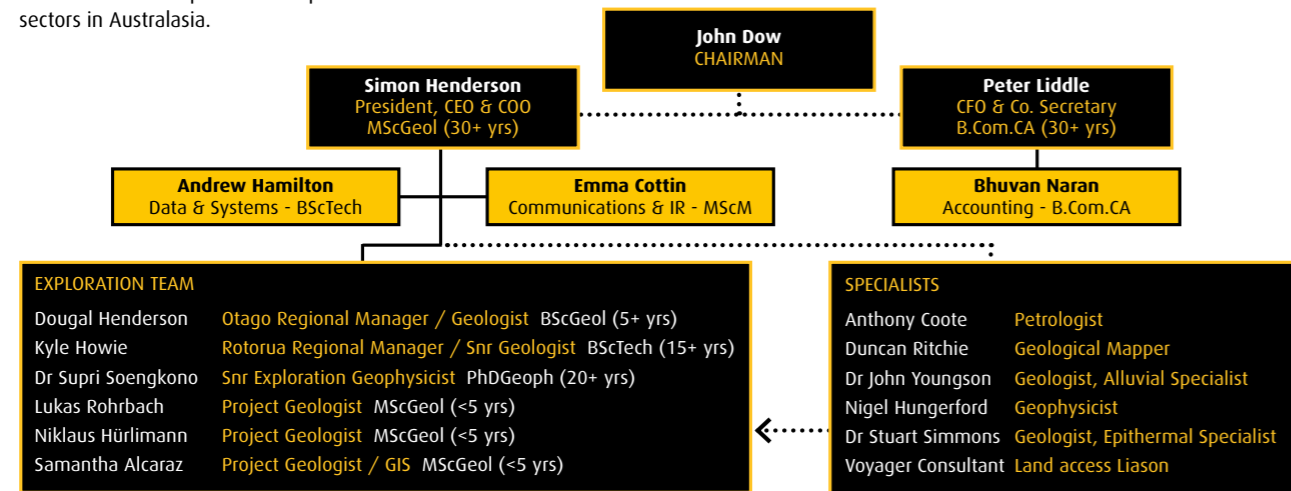 sectors in Australasia.
John Dow
CHAIRMAN
Simon Henderson
President, CEO & COO
MScGeol (30+ yrs)
Peter Liddle
CFO & Co. Secretary
B.Com.CA (30+ yrs)
Andrew Hamilton
Data & Systems - BScTech
Emma Cottin
Communications & IR - MScM
Bhuvan Naran
Accounting - B.Com.CA
EXPLORATION TEAM
Dougal Henderson Otago Regional Manager / Geologist BScGeol (5+ yrs)
Kyle Howie Rotorua Regional Manager / Snr Geologist BScTech (15+ yrs)
Dr Supri Soengkono Snr Exploration Geophysicist PhDGeoph (20+ yrs)
Lukas Rohrbach Project Geologist MScGeol (<5 yrs)
Niklaus Hürlimann Project Geologist MScGeol (<5 yrs)
Samantha Alcaraz Project Geologist / GIS MScGeol (<5 yrs)
SPECIALISTS
Anthony Coote Petrologist
Duncan Ritchie Geological Mapper
Dr John Youngson Geologist, Alluvial Specialist
Nigel Hungerford Geophysicist
Dr Stuart Simmons Geologist, Epithermal Specialist
Voyager Consultant Land access Liason